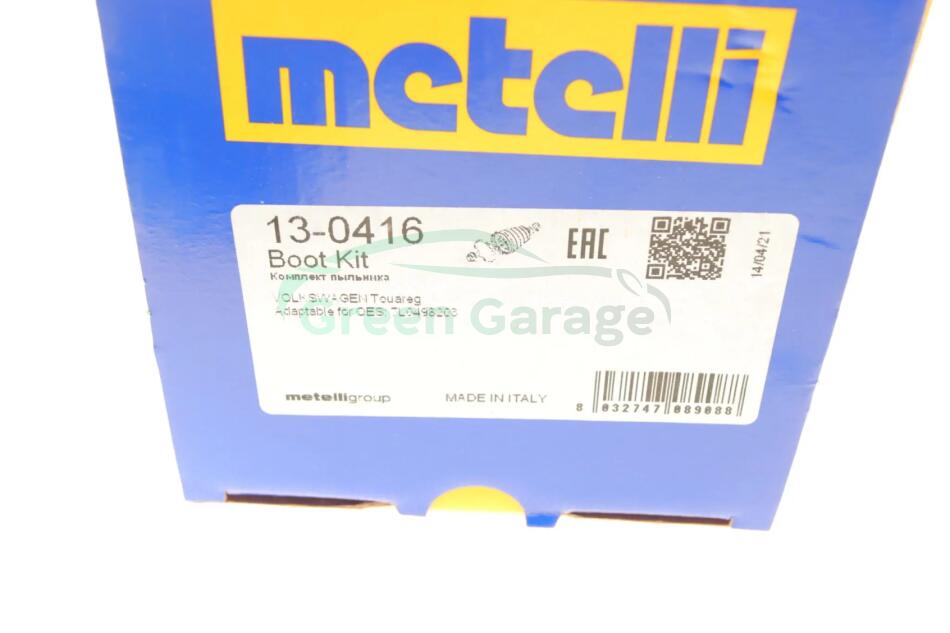 metelli
13-0416
Boot Kit
Комплект пыльника
VOLKSWAGEN Touareg
Adaptable for OES: 7L0498203
Green Garage
EAC
14/04/21
metelligroup
MADE IN ITALY
8 032747 089088